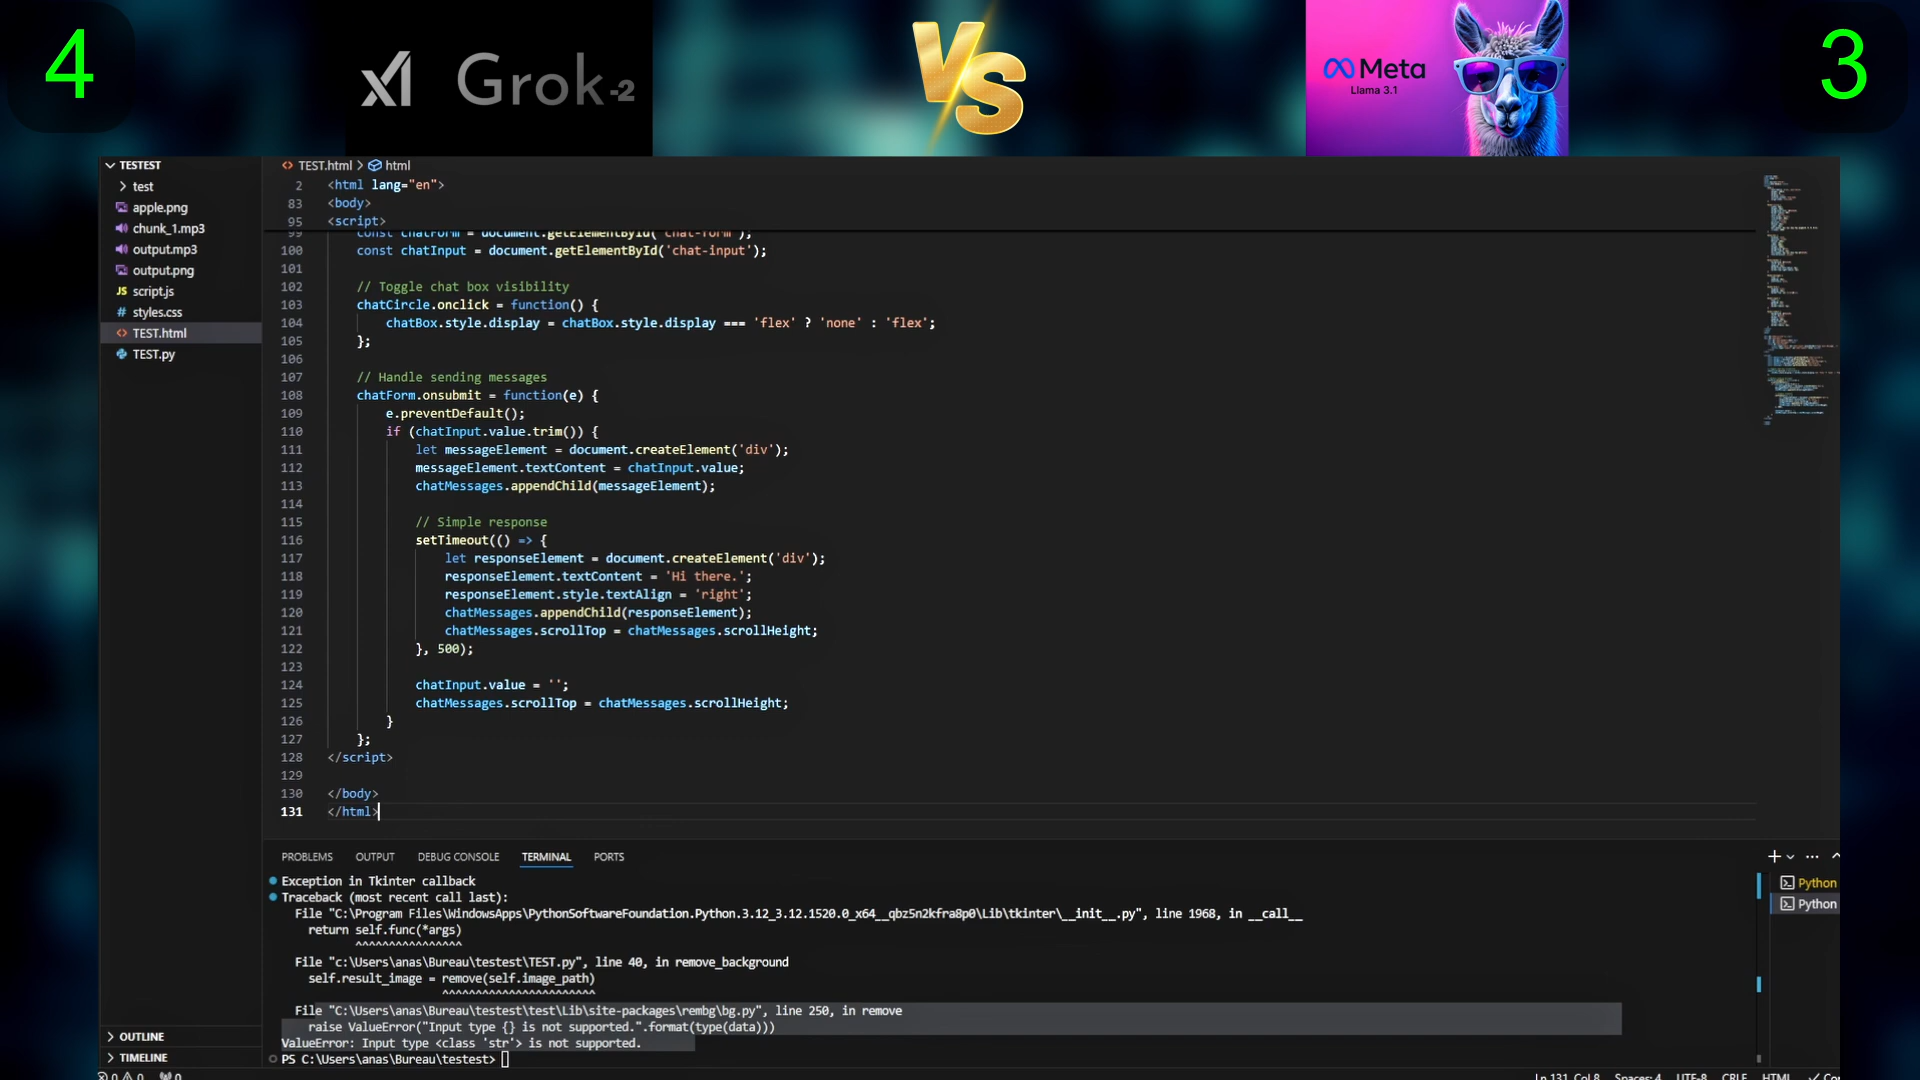 4
xI Grok-2
VS
Meta
Llama 3.1
3
TESTEST
test
apple.png
chunk_1.mp3
output.mp3
output.png
script.js
styles.css
TEST.html
TEST.py
OUTLINE
TIMELINE
TEST.html > html
2 <html lang="en">
83 <body>
95 <script>
99 const chatForm = document.getElementById('chat-form');
100 const chatInput = document.getElementById('chat-input');
101
102 // Toggle chat box visibility
103 chatCircle.onclick = function() {
104 chatBox.style.display = chatBox.style.display === 'flex' ? 'none' : 'flex';
105 };
106
107 // Handle sending messages
108 chatForm.onsubmit = function(e) {
109 e.preventDefault();
110 if (chatInput.value.trim()) {
111 let messageElement = document.createElement('div');
112 messageElement.textContent = chatInput.value;
113 chatMessages.appendChild(messageElement);
114
115 // Simple response
116 setTimeout(() => {
117 let responseElement = document.createElement('div');
118 responseElement.textContent = 'Hi there.';
119 responseElement.style.textAlign = 'right';
120 chatMessages.appendChild(responseElement);
121 chatMessages.scrollTop = chatMessages.scrollHeight;
122 }, 500);
123
124 chatInput.value = '';
125 chatMessages.scrollTop = chatMessages.scrollHeight;
126 }
127 };
128 </script>
129
130 </body>
131 </html>
PROBLEMS OUTPUT DEBUG CONSOLE TERMINAL PORTS
Exception in Tkinter callback
Traceback (most recent call last):
File "C:\Program Files\WindowsApps\PythonSoftwareFoundation.Python.3.12_3.12.1520.0_x64__qbz5n2kfra8p0\Lib\tkinter\__init__.py", line 1968, in __call__
return self.func(*args)
^^^^^^^^^^^^^^^^
File "c:\Users\anas\Bureau\testest\TEST.py", line 40, in remove_background
self.result_image = remove(self.image_path)
^^^^^^^^^^^^^^^^^^^^^^^
File "C:\Users\anas\Bureau\testest\test\Lib\site-packages\rembg\bg.py", line 250, in remove
raise ValueError("Input type {} is not supported.".format(type(data)))
ValueError: Input type <class 'str'> is not supported.
PS C:\Users\anas\Bureau\testest>
Python
Python
0 0 0
Ln 131, Col 8 Spaces: 4 UTF-8 CRLF HTML